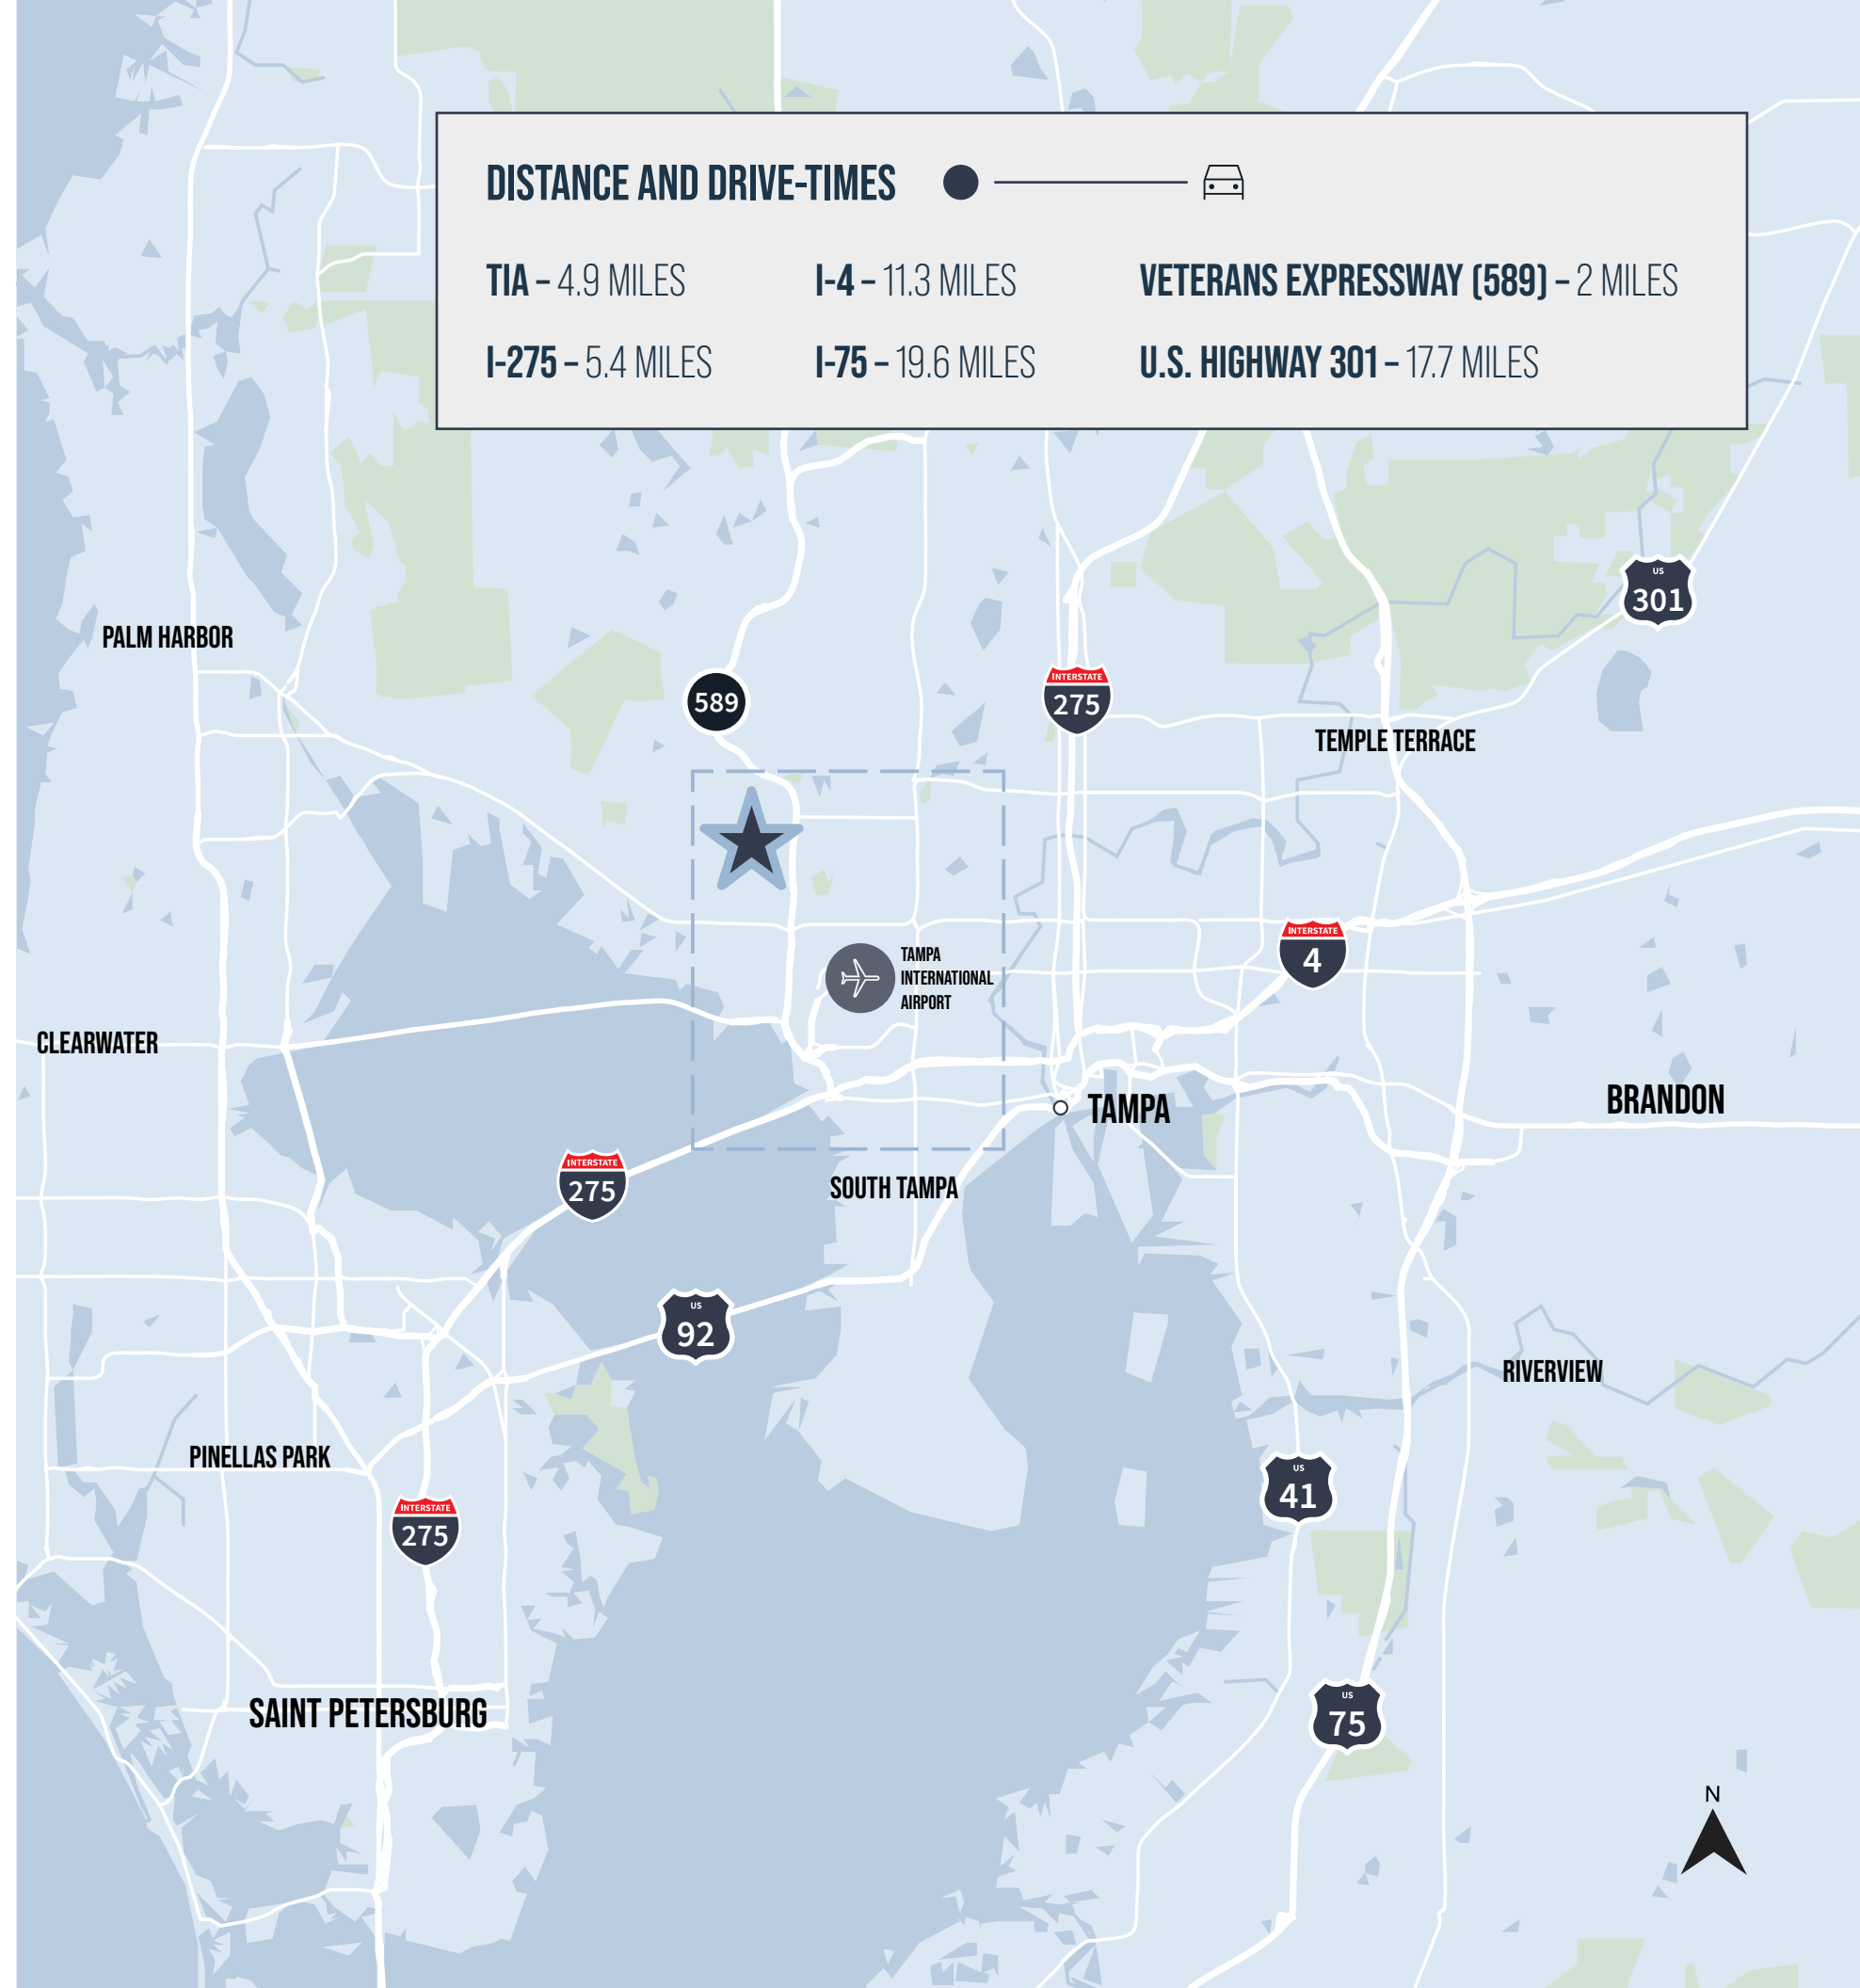 DISTANCE AND DRIVE-TIMES
TIA – 4.9 MILES
I-4 – 11.3 MILES
VETERANS EXPRESSWAY (589) – 2 MILES
I-275 – 5.4 MILES
I-75 – 19.6 MILES
U.S. HIGHWAY 301 – 17.7 MILES
US
301
PALM HARBOR
589
INTERSTATE
275
TEMPLE TERRACE
INTERSTATE
4
TAMPA
INTERNATIONAL
AIRPORT
CLEARWATER
BRANDON
TAMPA
INTERSTATE
275
SOUTH TAMPA
US
92
RIVERVIEW
PINELLAS PARK
US
41
INTERSTATE
275
SAINT PETERSBURG
US
75
N